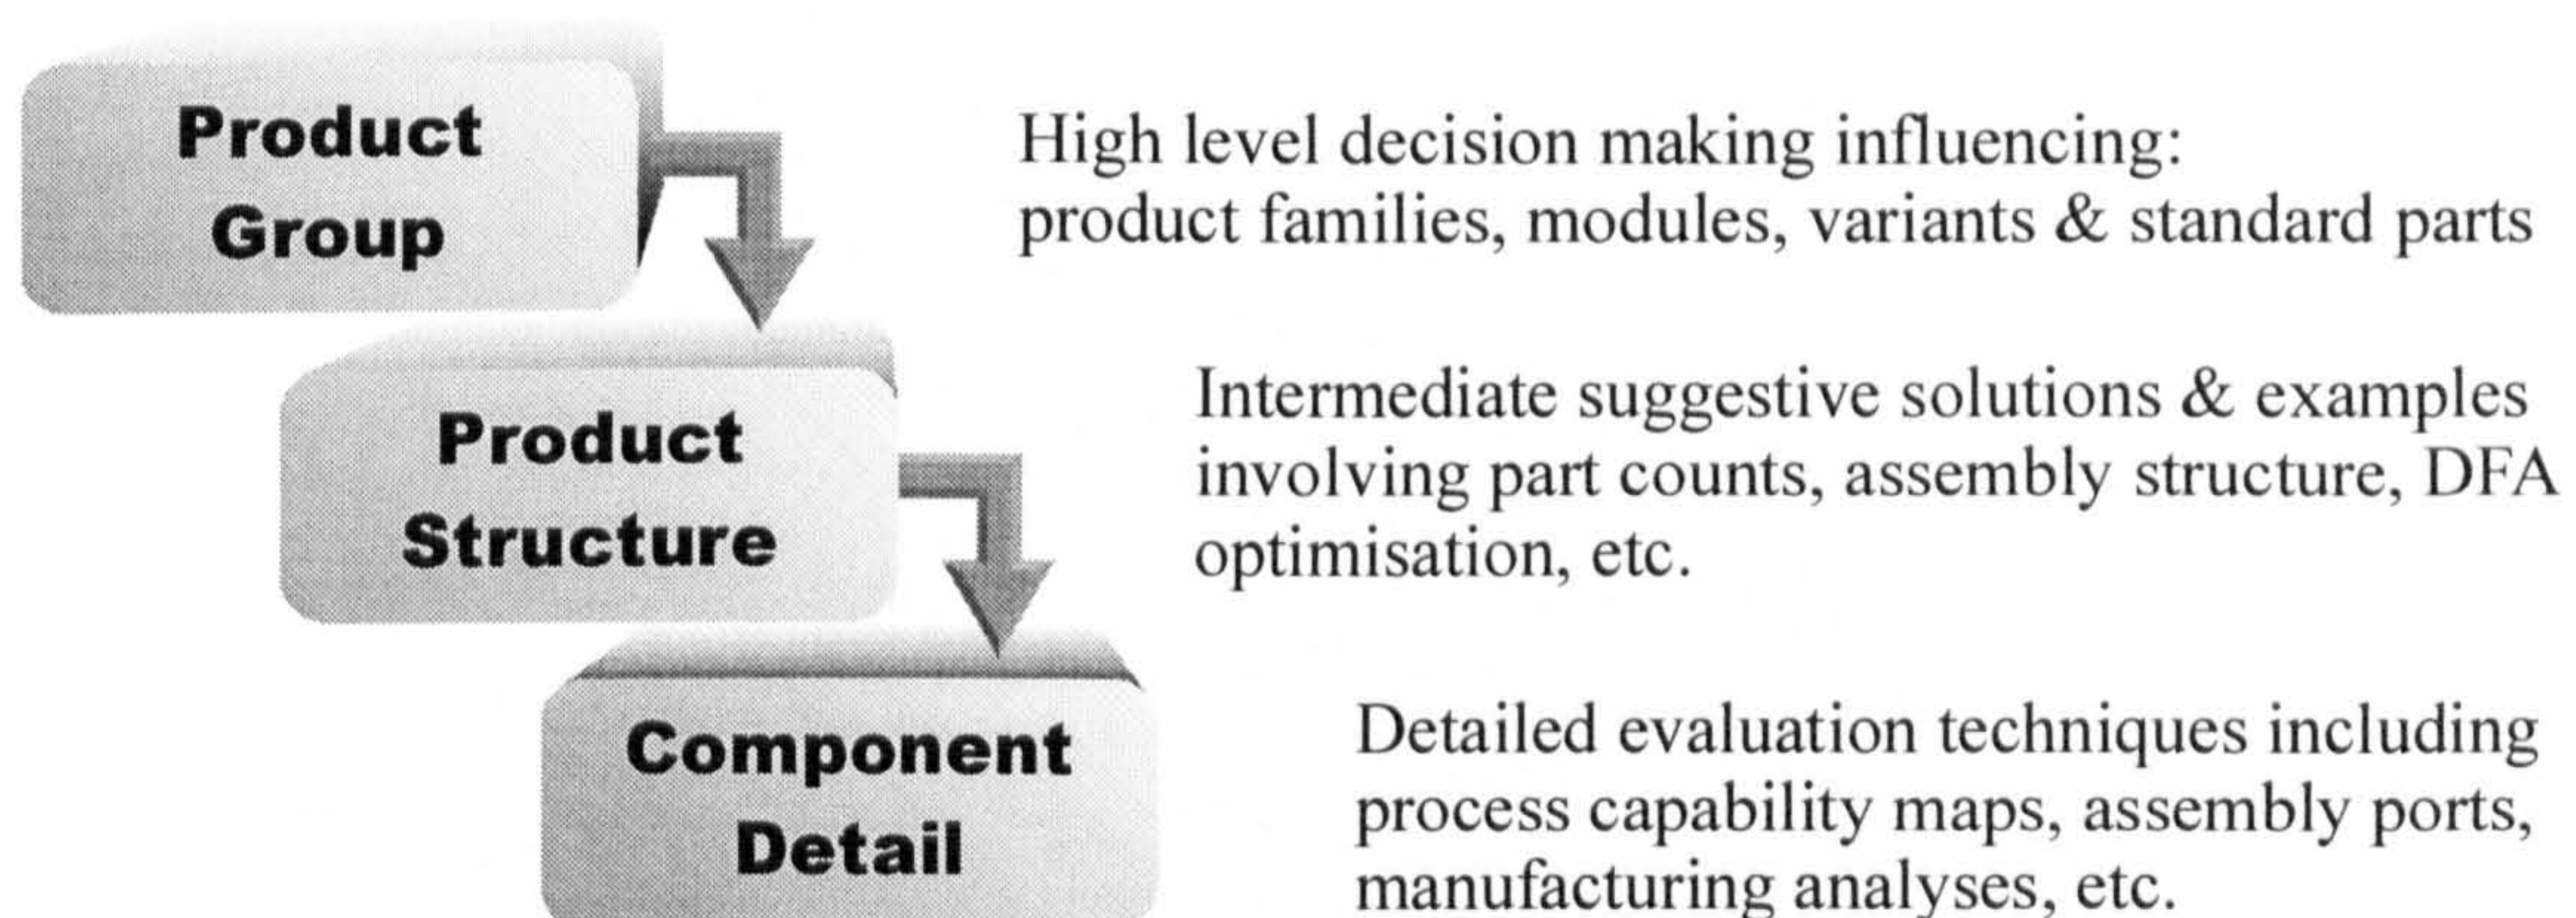 Product
Group
High level decision making influencing:
product families, modules, variants & standard parts
Product
Structure
Intermediate suggestive solutions & examples
involving part counts, assembly structure, DFA
optimisation, etc.
Component
Detail
Detailed evaluation techniques including
process capability maps, assembly ports,
manufacturing analyses, etc.